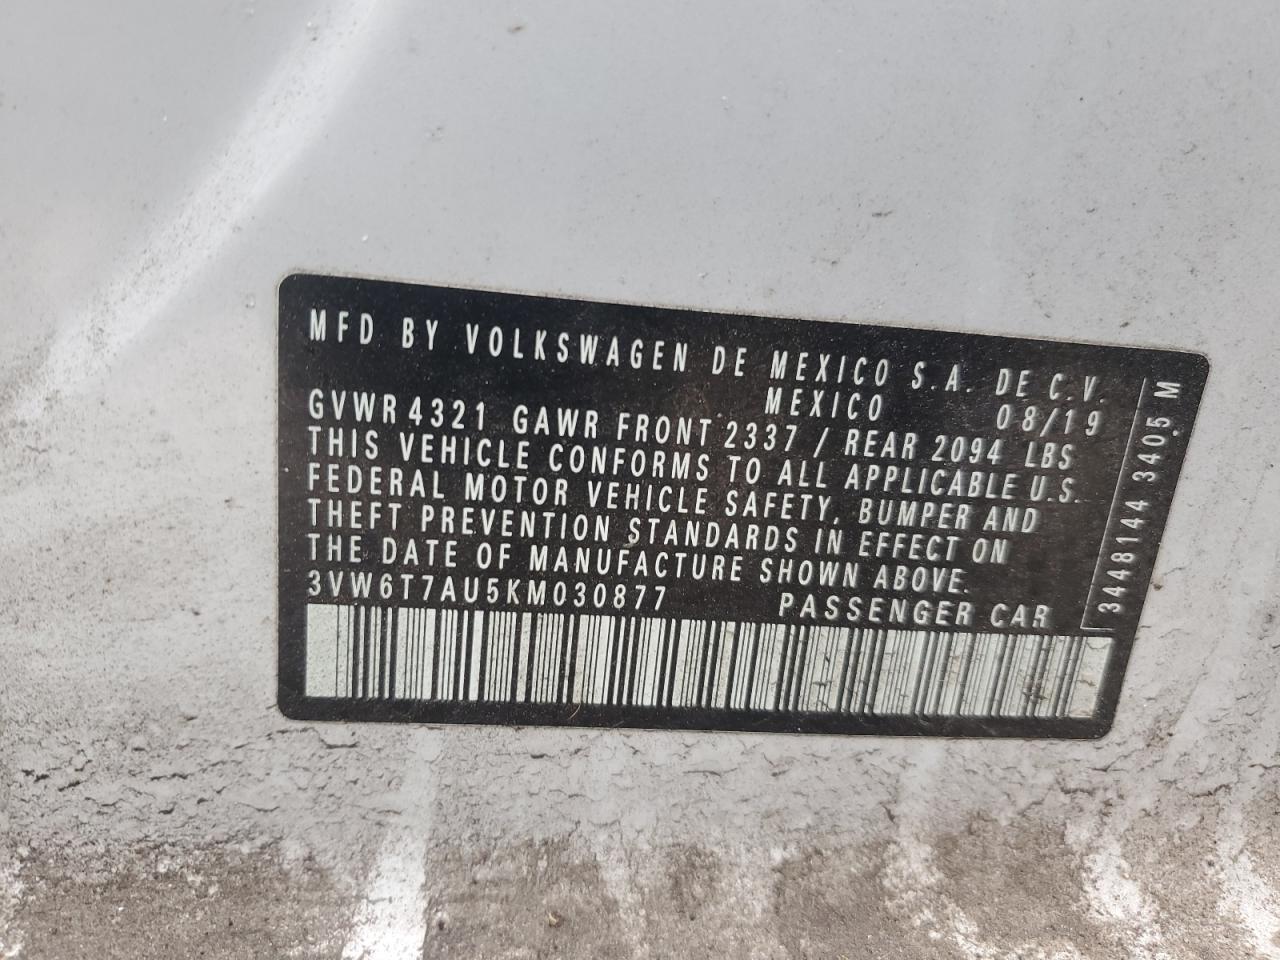 MFD BY VOLKSWAGEN DE MEXICO S.A. DE C.V.
MEXICO 08/19
GVWR 4321 GAWR FRONT 2337 / REAR 2094 LBS
THIS VEHICLE CONFORMS TO ALL APPLICABLE U.S.
FEDERAL MOTOR VEHICLE SAFETY, BUMPER AND
THEFT PREVENTION STANDARDS IN EFFECT ON
THE DATE OF MANUFACTURE SHOWN ABOVE.
3VW6T7AU5KM030877 PASSENGER CAR
3448144 3405 M